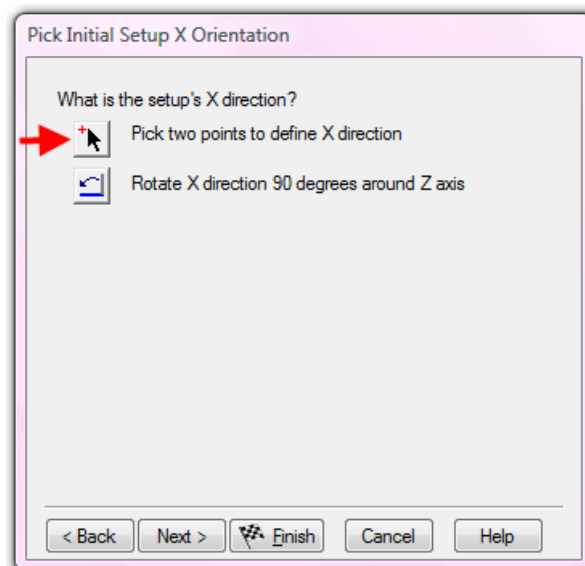 Pick Initial Setup X Orientation
What is the setup's X direction?
Pick two points to define X direction
Rotate X direction 90 degrees around Z axis
< Back Next > Finish Cancel Help